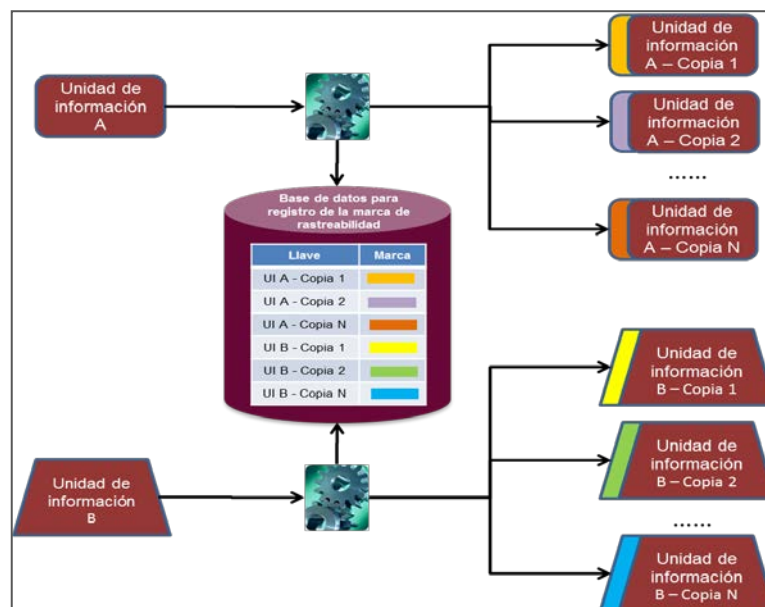 Unidad de
información
A
Unidad de
información
A – Copia 1
Unidad de
información
A – Copia 2
......
Unidad de
información
A – Copia N
Base de datos para
registro de la marca de
rastreabilidad
Llave Marca
UI A - Copia 1
UI A - Copia 2
UI A - Copia N
UI B - Copia 1
UI B - Copia 2
UI B - Copia N
Unidad de
información
B
Unidad de
información
B – Copia 1
Unidad de
información
B – Copia 2
......
Unidad de
información
B – Copia N